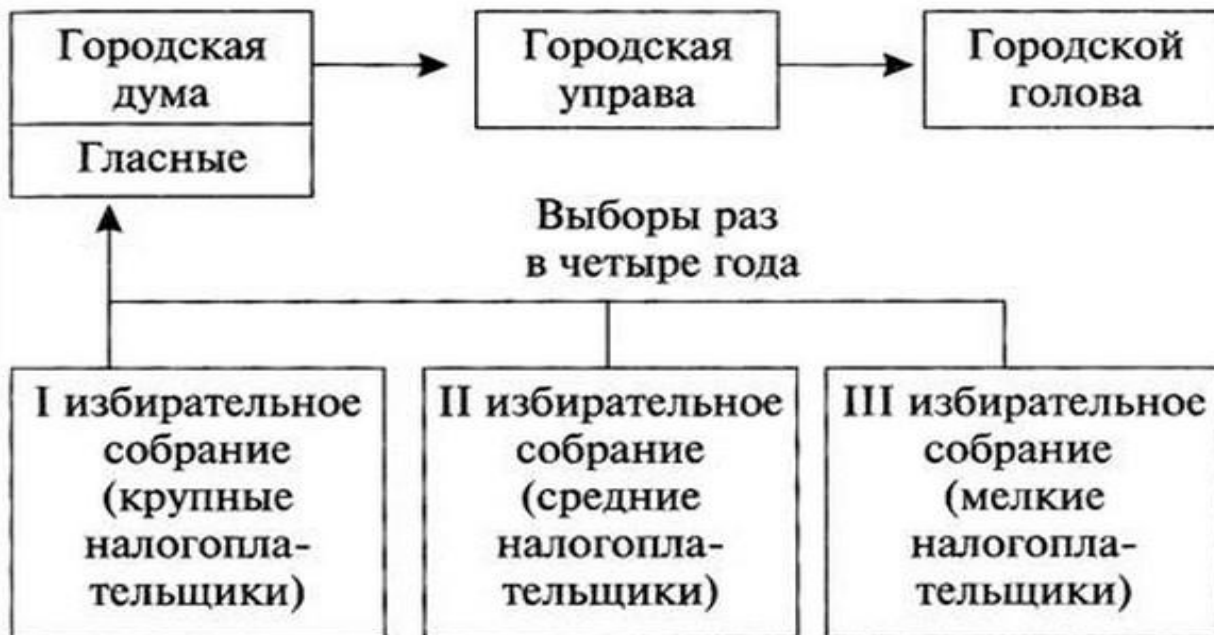 Городская
дума
Гласные
Городская
управа
Городской
голова
Выборы раз
в четыре года
I избирательное
собрание
(крупные
налогопла-
тельщики)
II избирательное
собрание
(средние
налогопла-
тельщики)
III избирательное
собрание
(мелкие
налогопла-
тельщики)